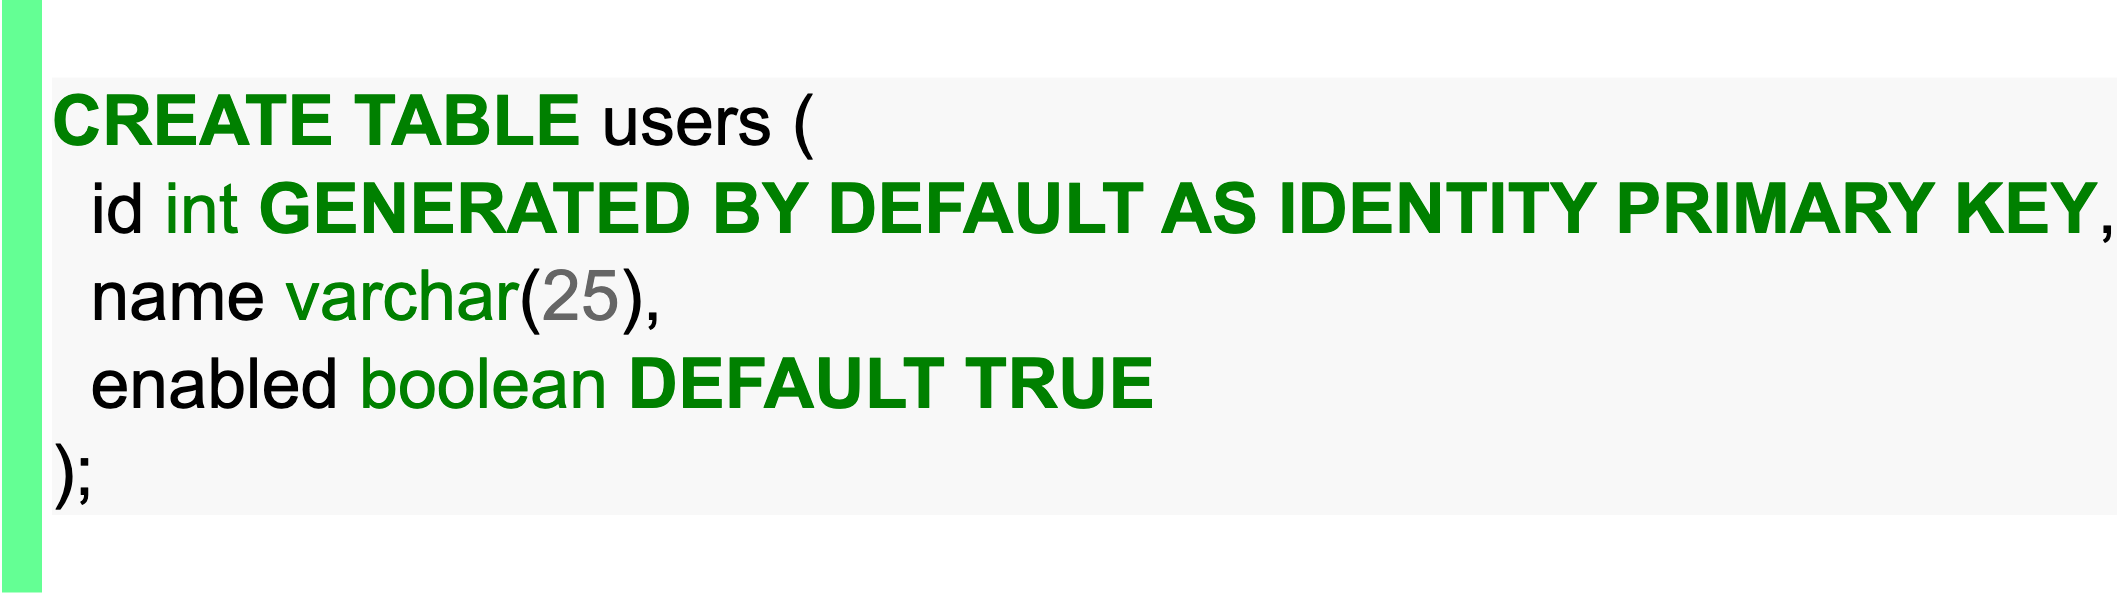 CREATE TABLE users (
  id int GENERATED BY DEFAULT AS IDENTITY PRIMARY KEY,
  name varchar(25),
  enabled boolean DEFAULT TRUE
);